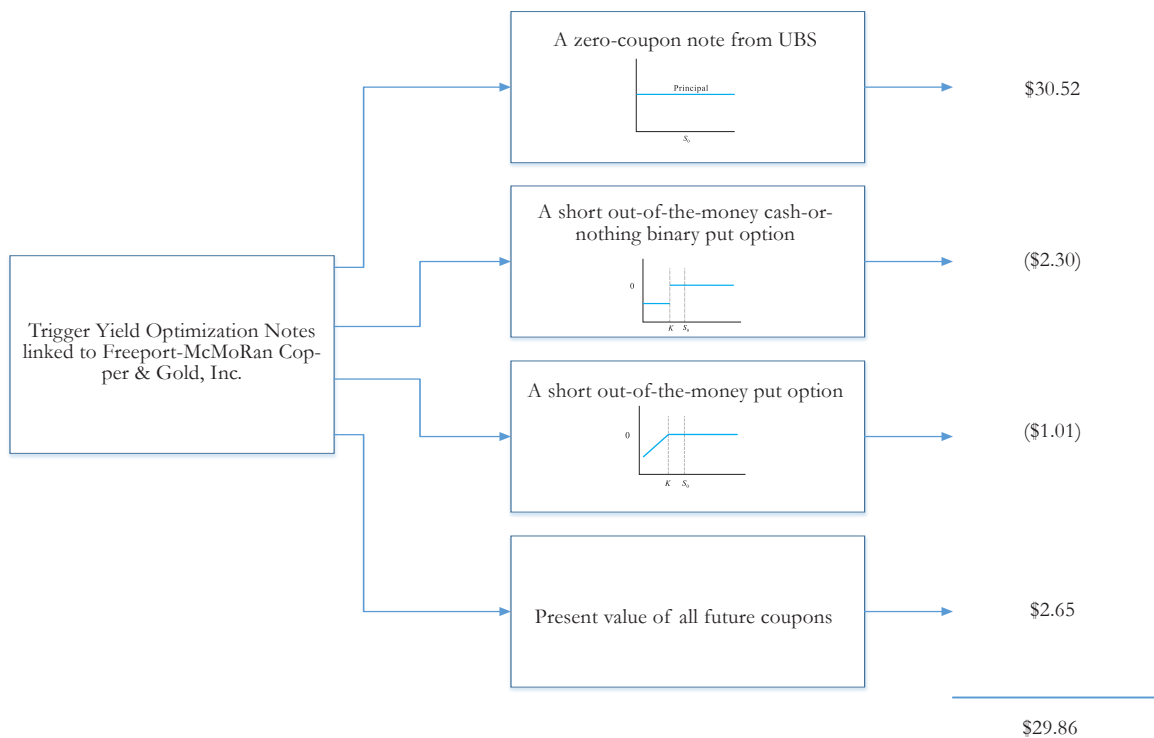 A zero-coupon note from UBS
Principal
S₀
$30.52
A short out-of-the-money cash-or-
nothing binary put option
0
K
S₀
($2.30)
Trigger Yield Optimization Notes
linked to Freeport-McMoRan Cop-
per & Gold, Inc.
A short out-of-the-money put option
0
K
S₀
($1.01)
Present value of all future coupons
$2.65
$29.86